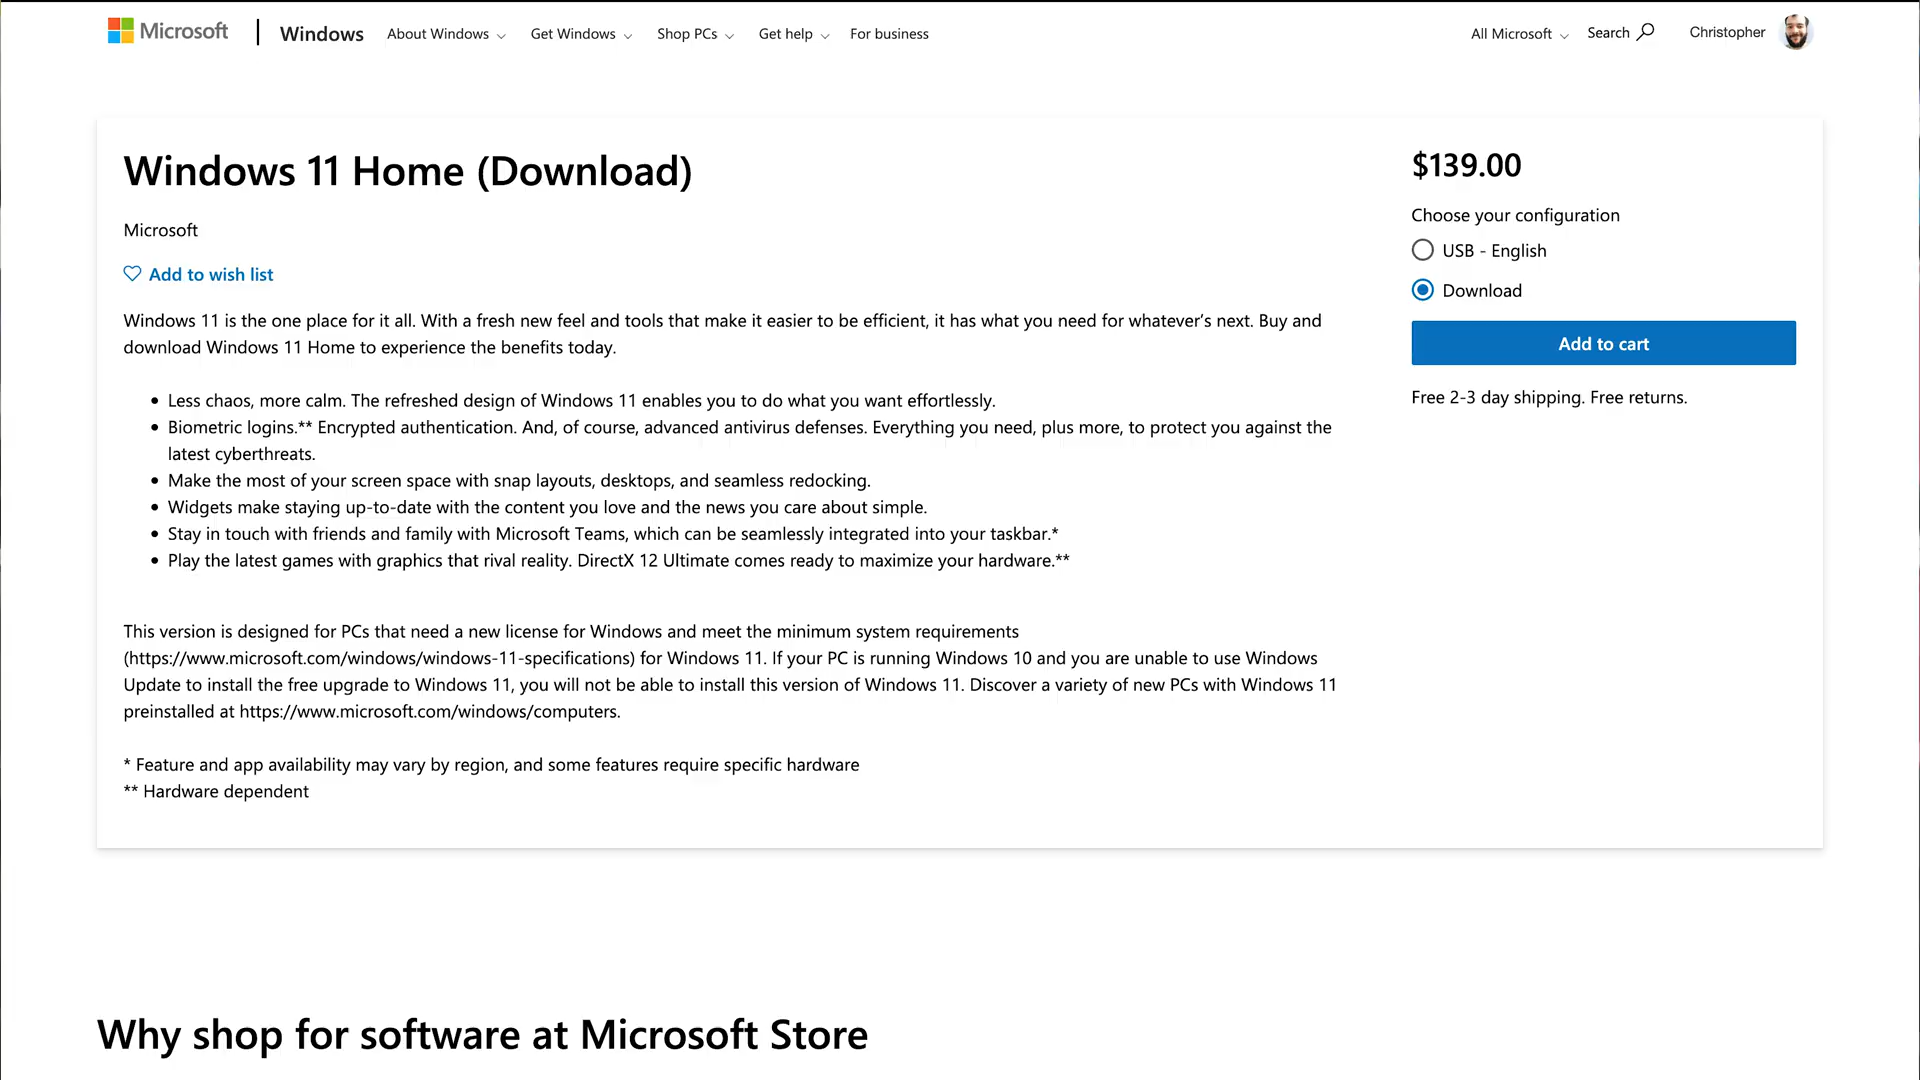 Microsoft
Windows
About Windows
Get Windows
Shop PCs
Get help
For business
All Microsoft
Search
Christopher
Windows 11 Home (Download)
Microsoft
Add to wish list
Windows 11 is the one place for it all. With a fresh new feel and tools that make it easier to be efficient, it has what you need for whatever’s next. Buy and
download Windows 11 Home to experience the benefits today.
• Less chaos, more calm. The refreshed design of Windows 11 enables you to do what you want effortlessly.
• Biometric logins.** Encrypted authentication. And, of course, advanced antivirus defenses. Everything you need, plus more, to protect you against the
latest cyberthreats.
• Make the most of your screen space with snap layouts, desktops, and seamless redocking.
• Widgets make staying up-to-date with the content you love and the news you care about simple.
• Stay in touch with friends and family with Microsoft Teams, which can be seamlessly integrated into your taskbar.*
• Play the latest games with graphics that rival reality. DirectX 12 Ultimate comes ready to maximize your hardware.**
This version is designed for PCs that need a new license for Windows and meet the minimum system requirements
(https://www.microsoft.com/windows/windows-11-specifications) for Windows 11. If your PC is running Windows 10 and you are unable to use Windows
Update to install the free upgrade to Windows 11, you will not be able to install this version of Windows 11. Discover a variety of new PCs with Windows 11
preinstalled at https://www.microsoft.com/windows/computers.
* Feature and app availability may vary by region, and some features require specific hardware
** Hardware dependent
$139.00
Choose your configuration
USB - English
Download
Add to cart
Free 2-3 day shipping. Free returns.
Why shop for software at Microsoft Store